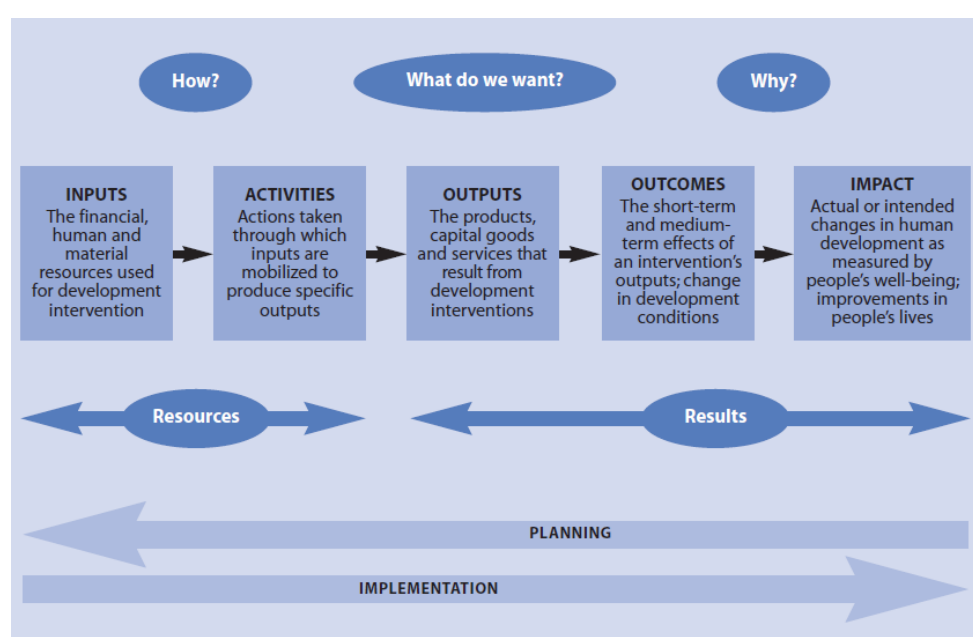 How?
What do we want?
Why?
INPUTS
The financial,
human and
material
resources used
for development
intervention
ACTIVITIES
Actions taken
through which
inputs are
mobilized to
produce specific
outputs
OUTPUTS
The products,
capital goods
and services that
result from
development
interventions
OUTCOMES
The short-term
and medium-
term effects of
an intervention’s
outputs; change
in development
conditions
IMPACT
Actual or intended
changes in human
development as
measured by
people’s well-being;
improvements in
people’s lives
Resources
Results
PLANNING
IMPLEMENTATION